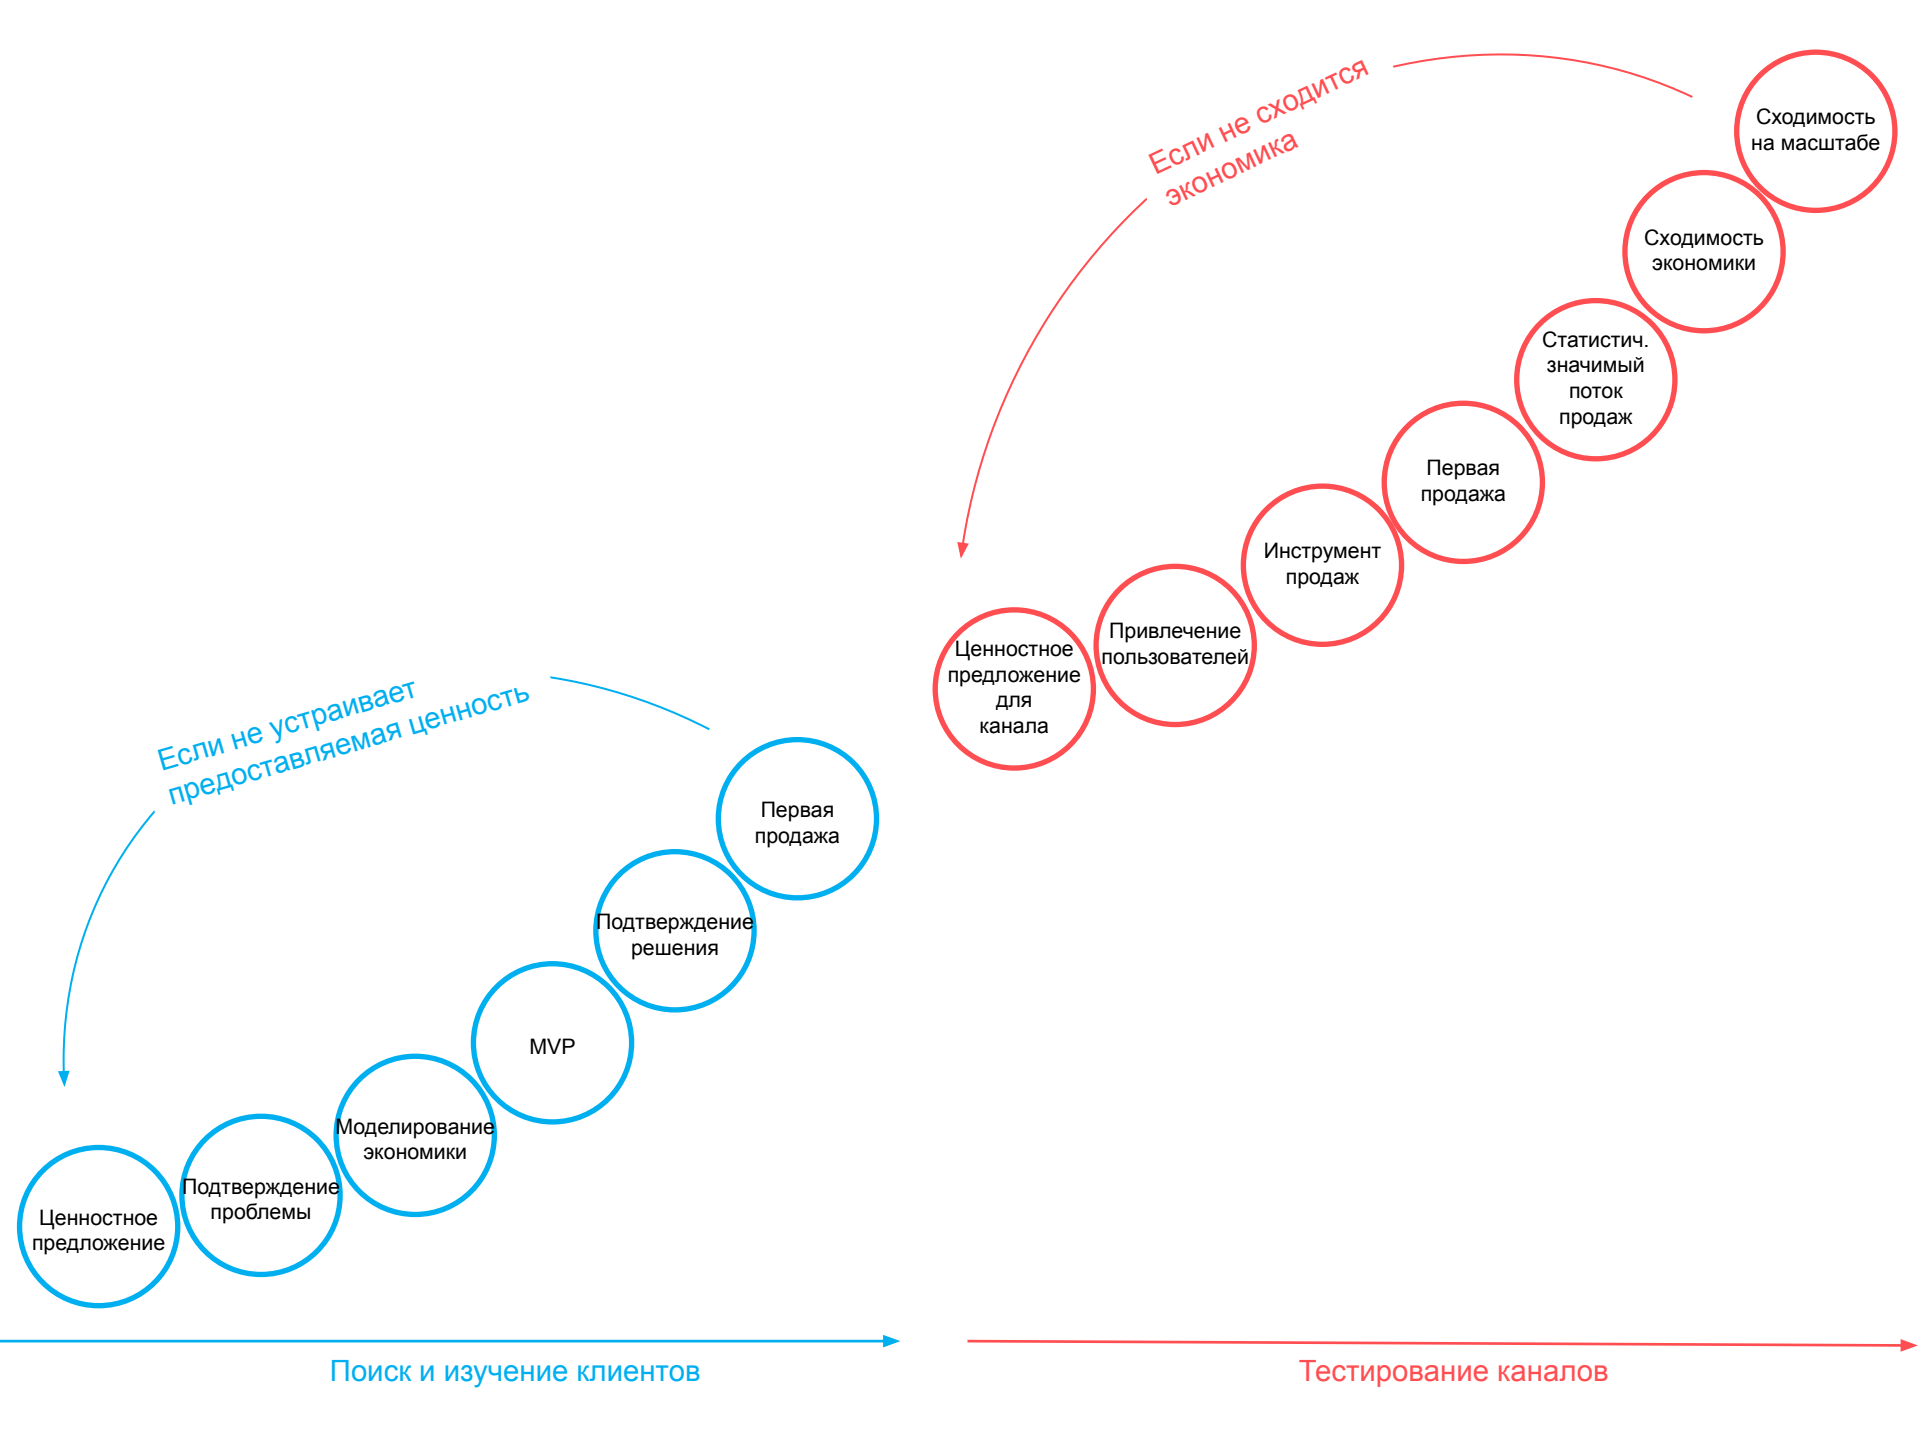 Если не сходится
экономика
Сходимость
на масштабе
Сходимость
экономики
Статистич.
значимый
поток
продаж
Первая
продажа
Инструмент
продаж
Привлечение
пользователей
Ценностное
предложение
для
канала
Если не устраивает
предоставляемая ценность
Первая
продажа
Подтверждение
решения
MVP
Моделирование
экономики
Подтверждение
проблемы
Ценностное
предложение
Поиск и изучение клиентов
Тестирование каналов